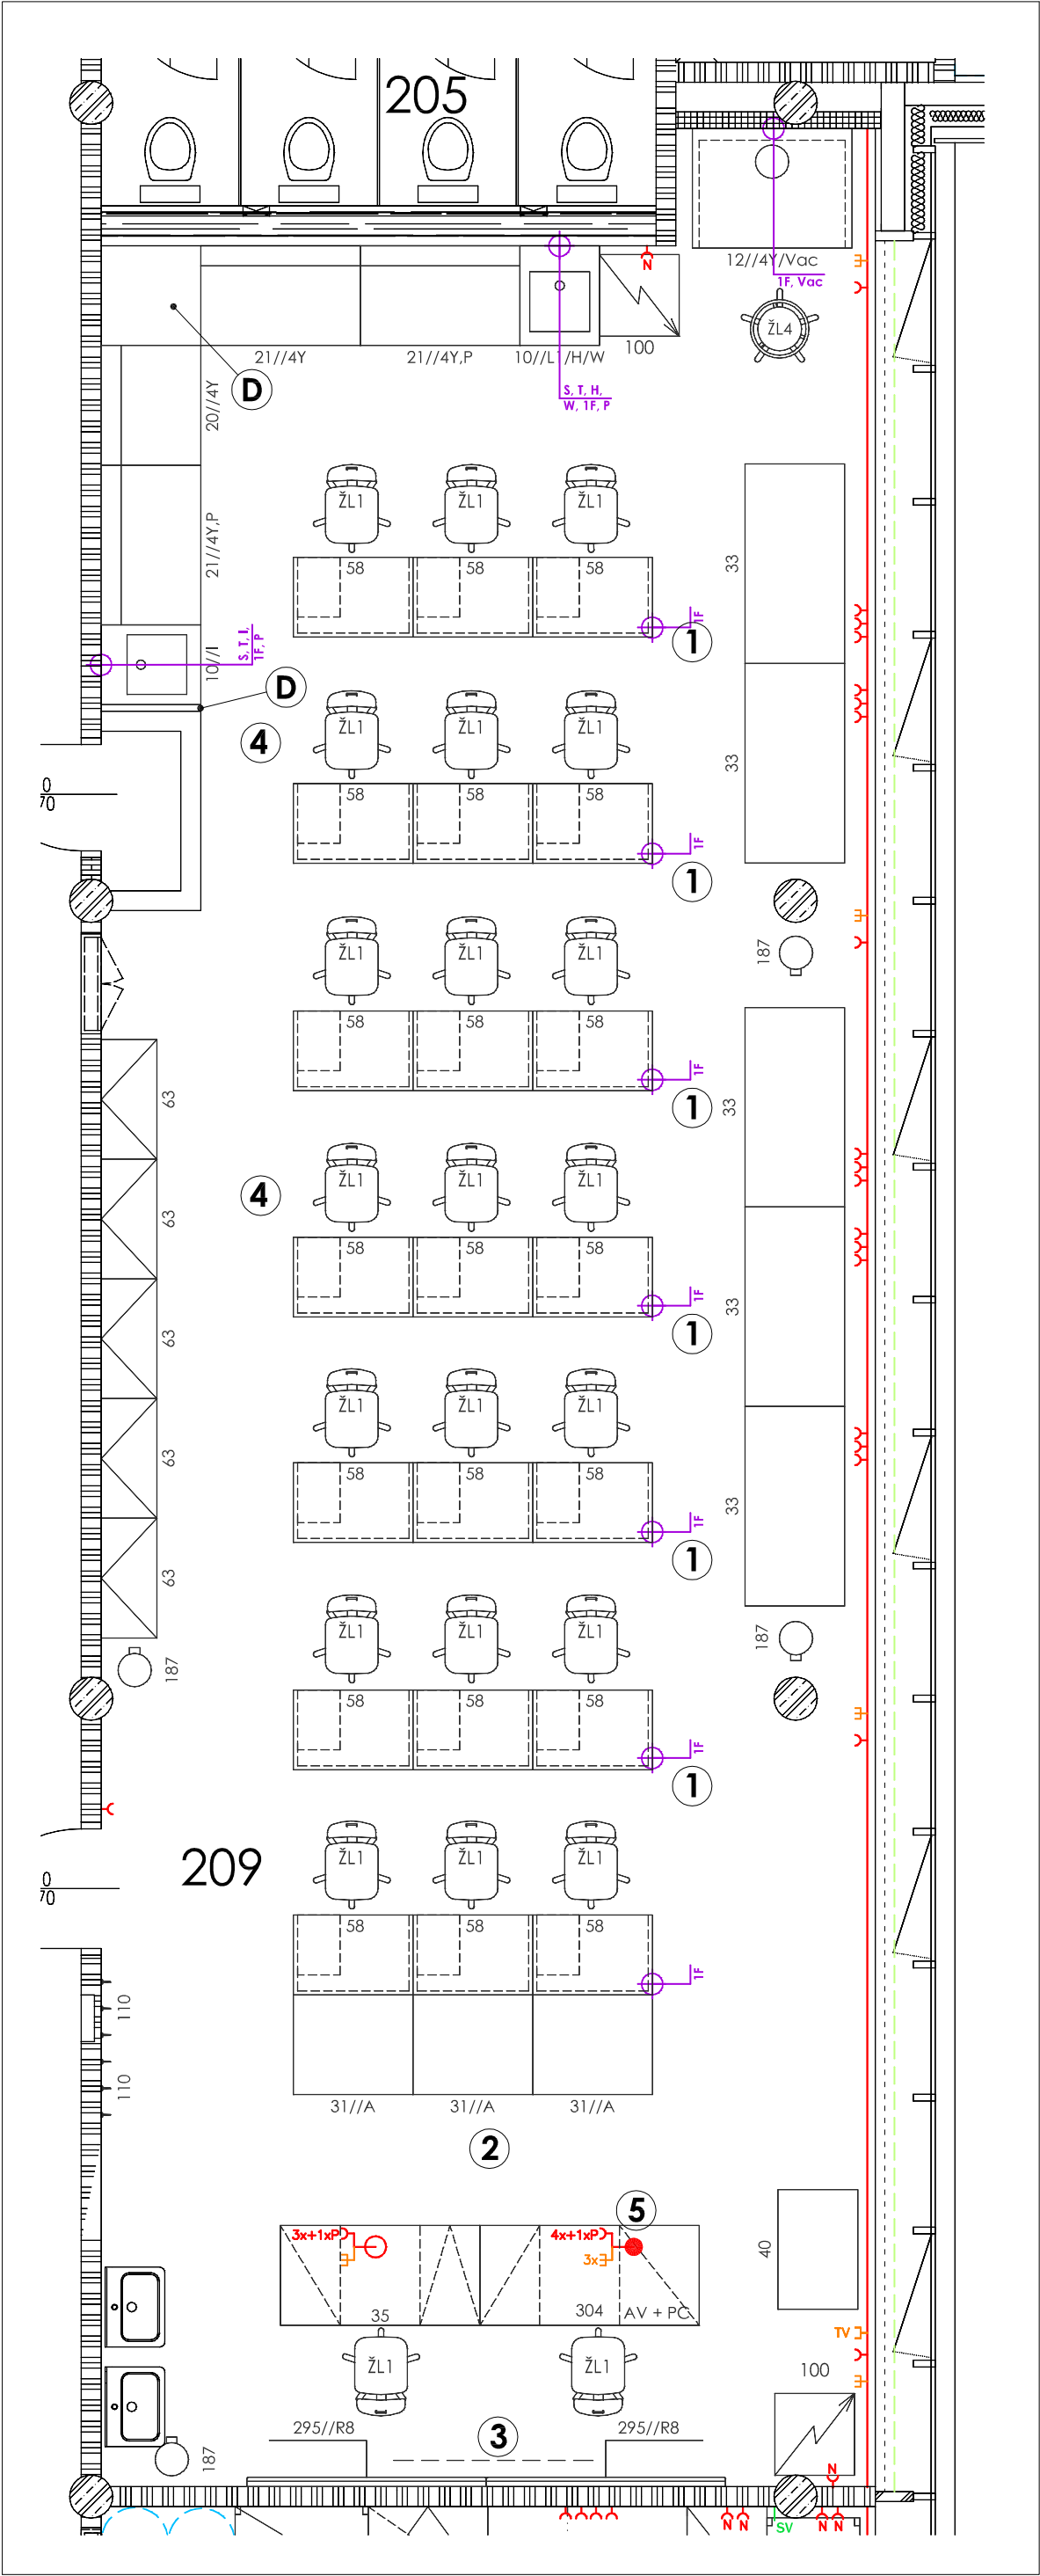 205
N
12//4Y/Vac
1F, Vac
ŽL4
100
21//4Y
21//4Y,P
10//L1/H/W
S, T, H,
W, 1F, P
D
20//4Y
21//4Y,P
10//I
S, T, I,
1F, P
D
ŽL1 ŽL1 ŽL1
58 58 58
1F
1
33
4
0
70
ŽL1 ŽL1 ŽL1
58 58 58
1F
1
33
ŽL1 ŽL1 ŽL1
187
58 58 58
1F
1
33
63
4
ŽL1 ŽL1 ŽL1
63
58 58 58
1F
1
33
63
ŽL1 ŽL1 ŽL1
63
58 58 58
1F
1
33
63
ŽL1 ŽL1 ŽL1
187
187
58 58 58
1F
1
209
0
70
ŽL1 ŽL1 ŽL1
58 58 58
1F
110
110
31//A 31//A 31//A
2
5
3x+1xP
4x+1xP
3x
40
35
304
AV + PC
TV
ŽL1 ŽL1
100
295//R8
3
295//R8
187
N
N N
SV
N N